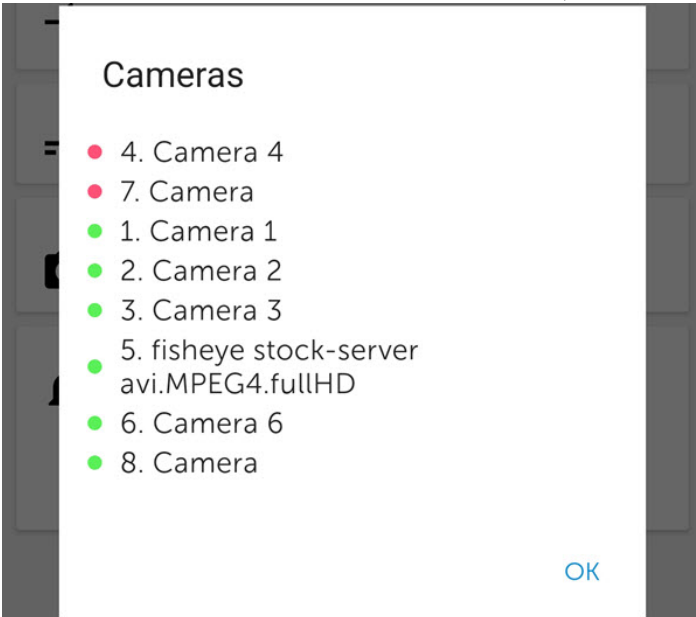 Cameras
4. Camera 4
7. Camera
1. Camera 1
2. Camera 2
3. Camera 3
5. fisheye stock-server
avi.MPEG4.fullHD
6. Camera 6
8. Camera
OK